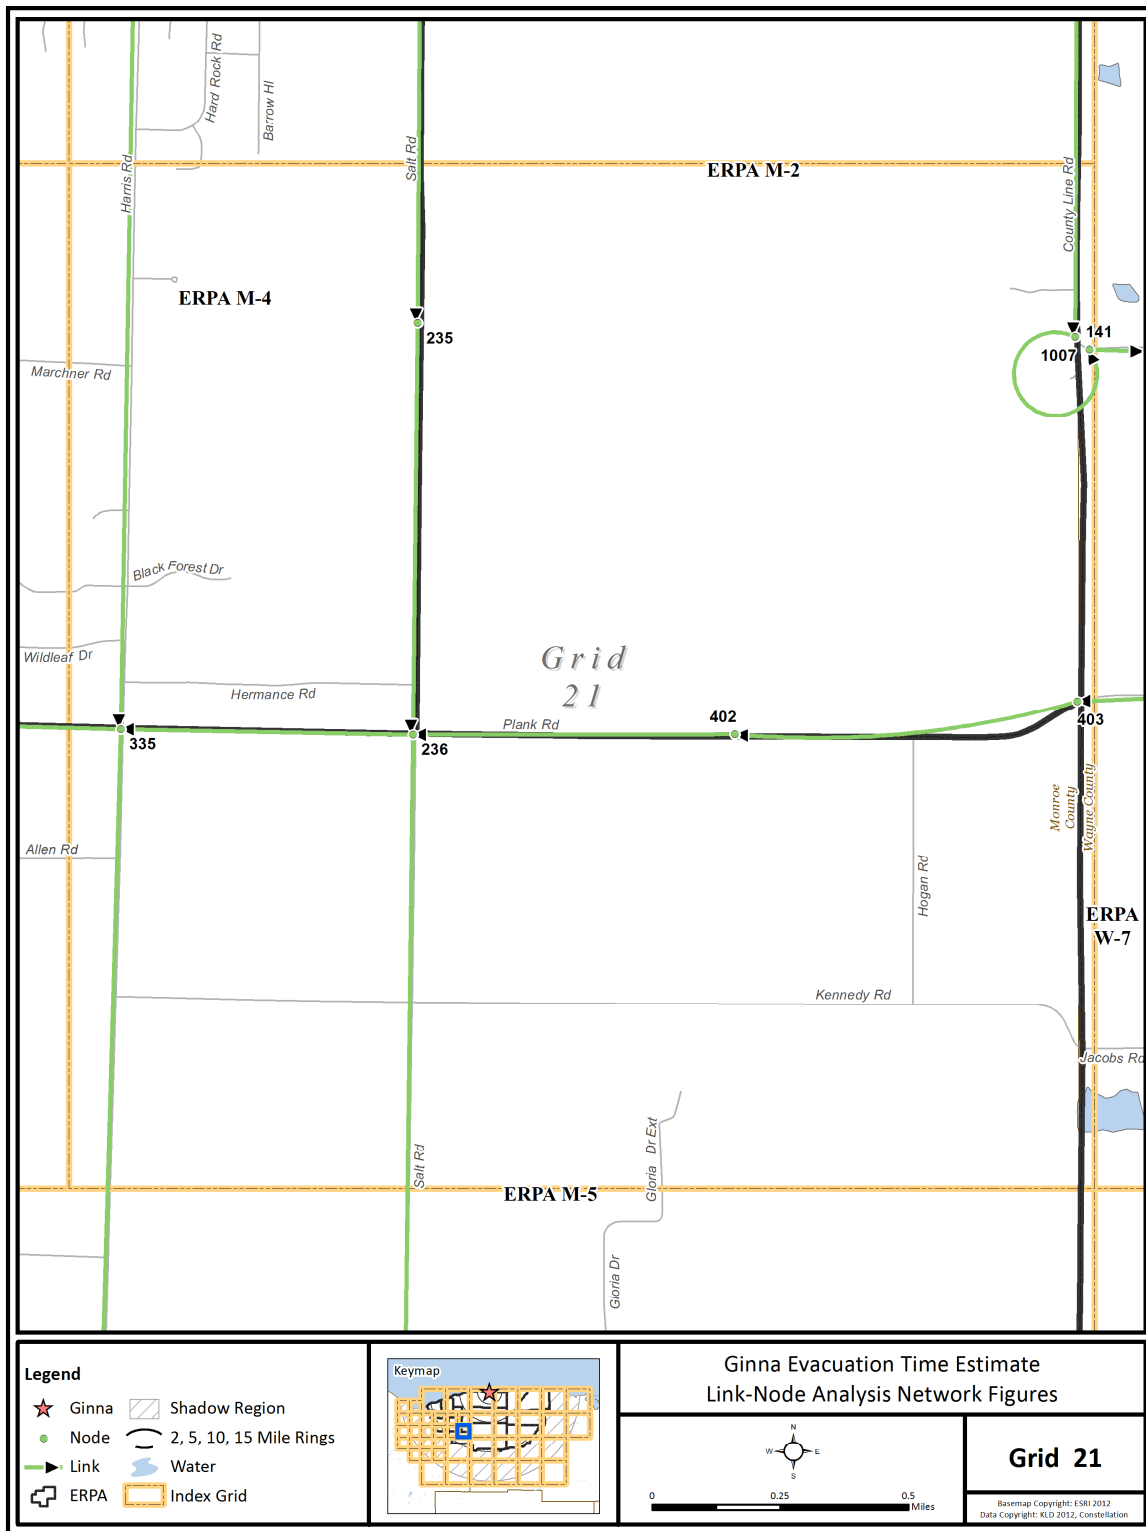 Hard Rock Rd
Barrow Hl
Harris Rd
Salt Rd
County Line Rd
ERPA M-2
ERPA M-4
235
141
1007
Marchner Rd
Black Forest Dr
Wildleaf Dr
Hermance Rd
Grid
21
Plank Rd
402
403
335
236
Monroe
County
Wayne County
Allen Rd
Hogan Rd
ERPA
W-7
Kennedy Rd
Jacobs Rd
Salt Rd
Gloria Dr Ext
ERPA M-5
Gloria Dr
Legend
Ginna
Shadow Region
Node
2, 5, 10, 15 Mile Rings
Link
Water
ERPA
Index Grid
Keymap
Ginna Evacuation Time Estimate
Link-Node Analysis Network Figures
N
W
E
S
0
0.25
0.5
Miles
Grid 21
Basemap Copyright: ESRI 2012
Data Copyright: KLD 2012, Constellation